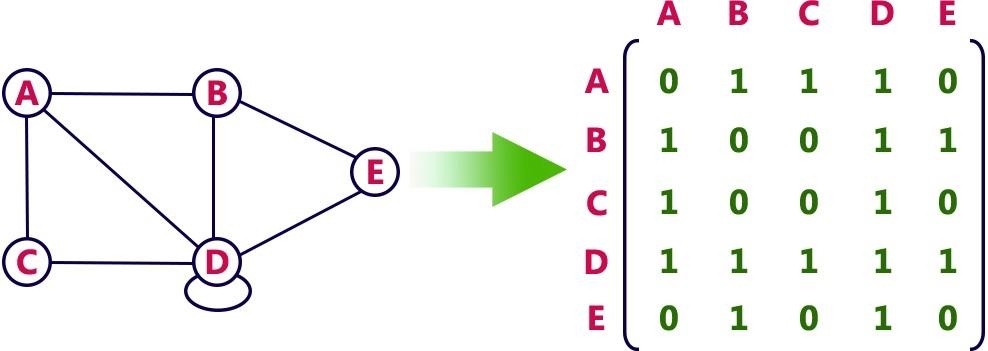 A B
E
C D
A B C D E
A 0 1 1 1 0
B 1 0 0 1 1
C 1 0 0 1 0
D 1 1 1 1 1
E 0 1 0 1 0